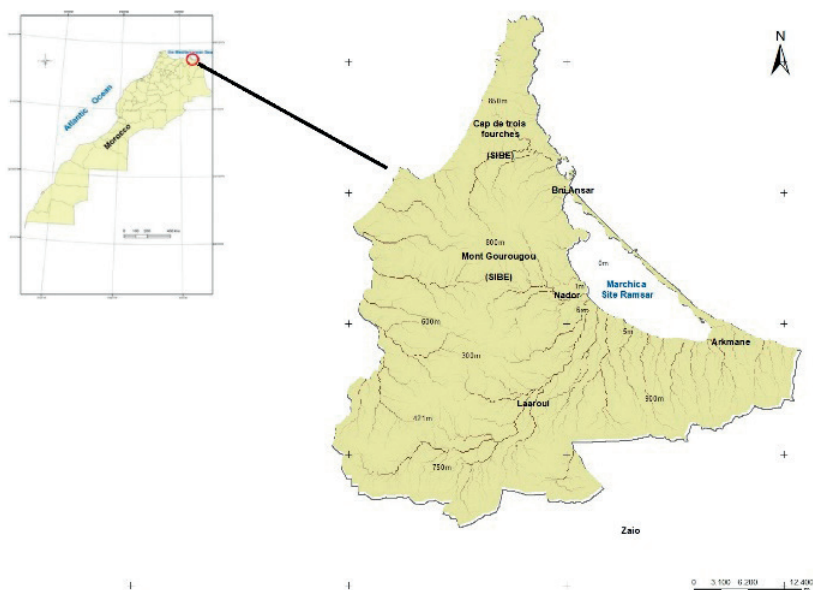 Atlantic Ocean
Morocco
N
850m
Cap de trois
fourches
(SIBE)
Bni Ansar
800m
Mont Gourougou
(SIBE)
0m
Marchica
Site Ramsar
1m
Nador
6m
5m
600m
Arkmane
300m
900m
Laaroui
421m
750m
Zaio
0 3 100 6 200 12 400